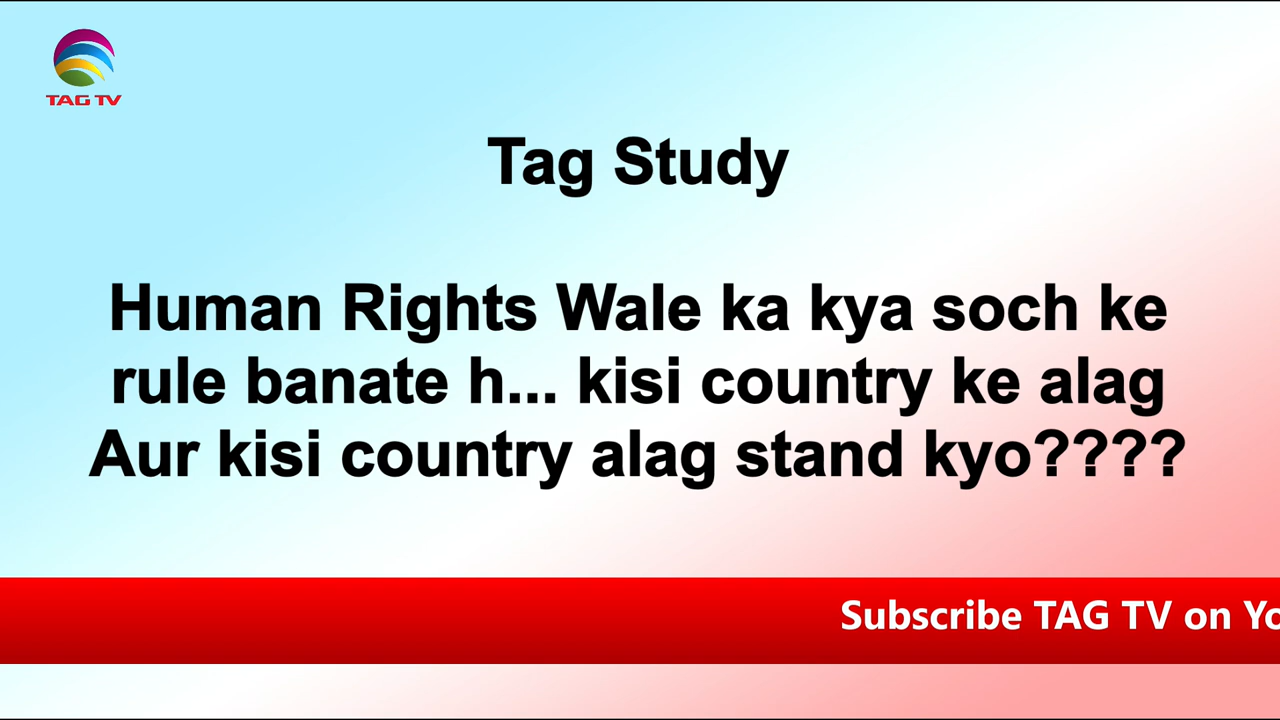 TAG TV
Tag Study
Human Rights Wale ka kya soch ke
rule banate h... kisi country ke alag
Aur kisi country alag stand kyo????
Subscribe TAG TV on Yo